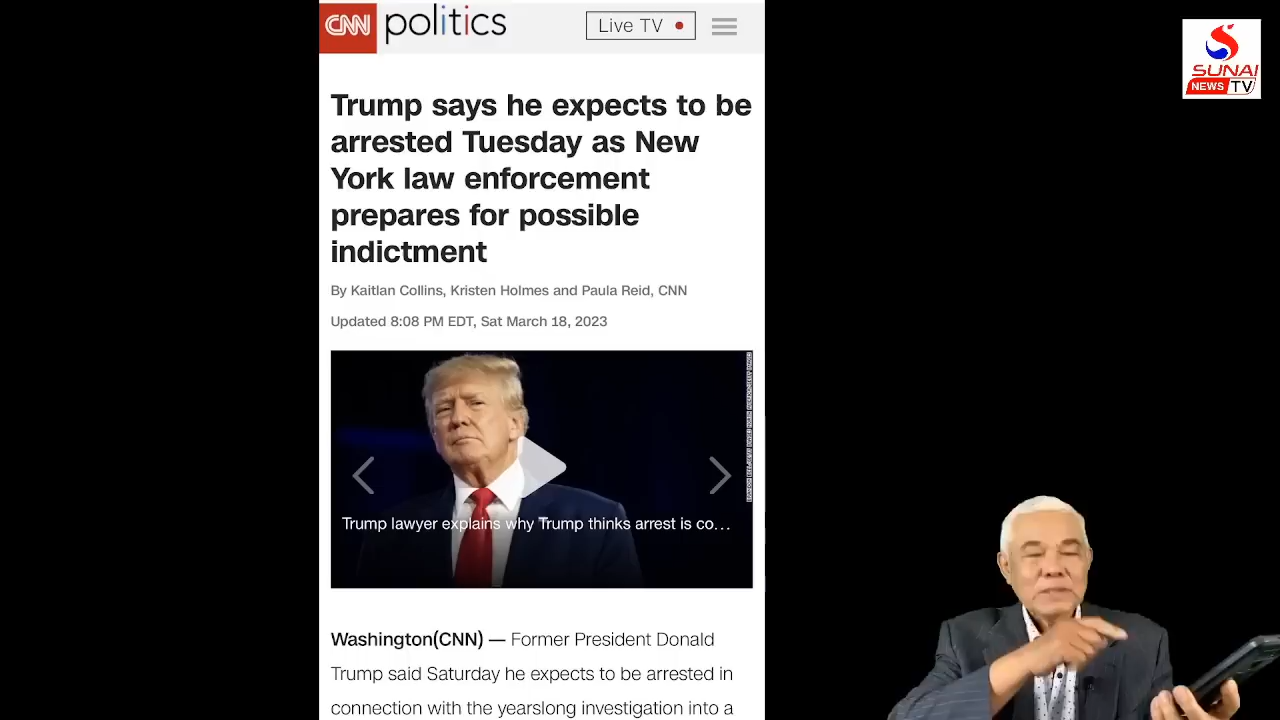 CNN politics
Live TV
SUNAI
NEWS TV
Trump says he expects to be
arrested Tuesday as New
York law enforcement
prepares for possible
indictment
By Kaitlan Collins, Kristen Holmes and Paula Reid, CNN
Updated 8:08 PM EDT, Sat March 18, 2023
Trump lawyer explains why Trump thinks arrest is co...
Washington(CNN) — Former President Donald
Trump said Saturday he expects to be arrested in
connection with the yearslong investigation into a